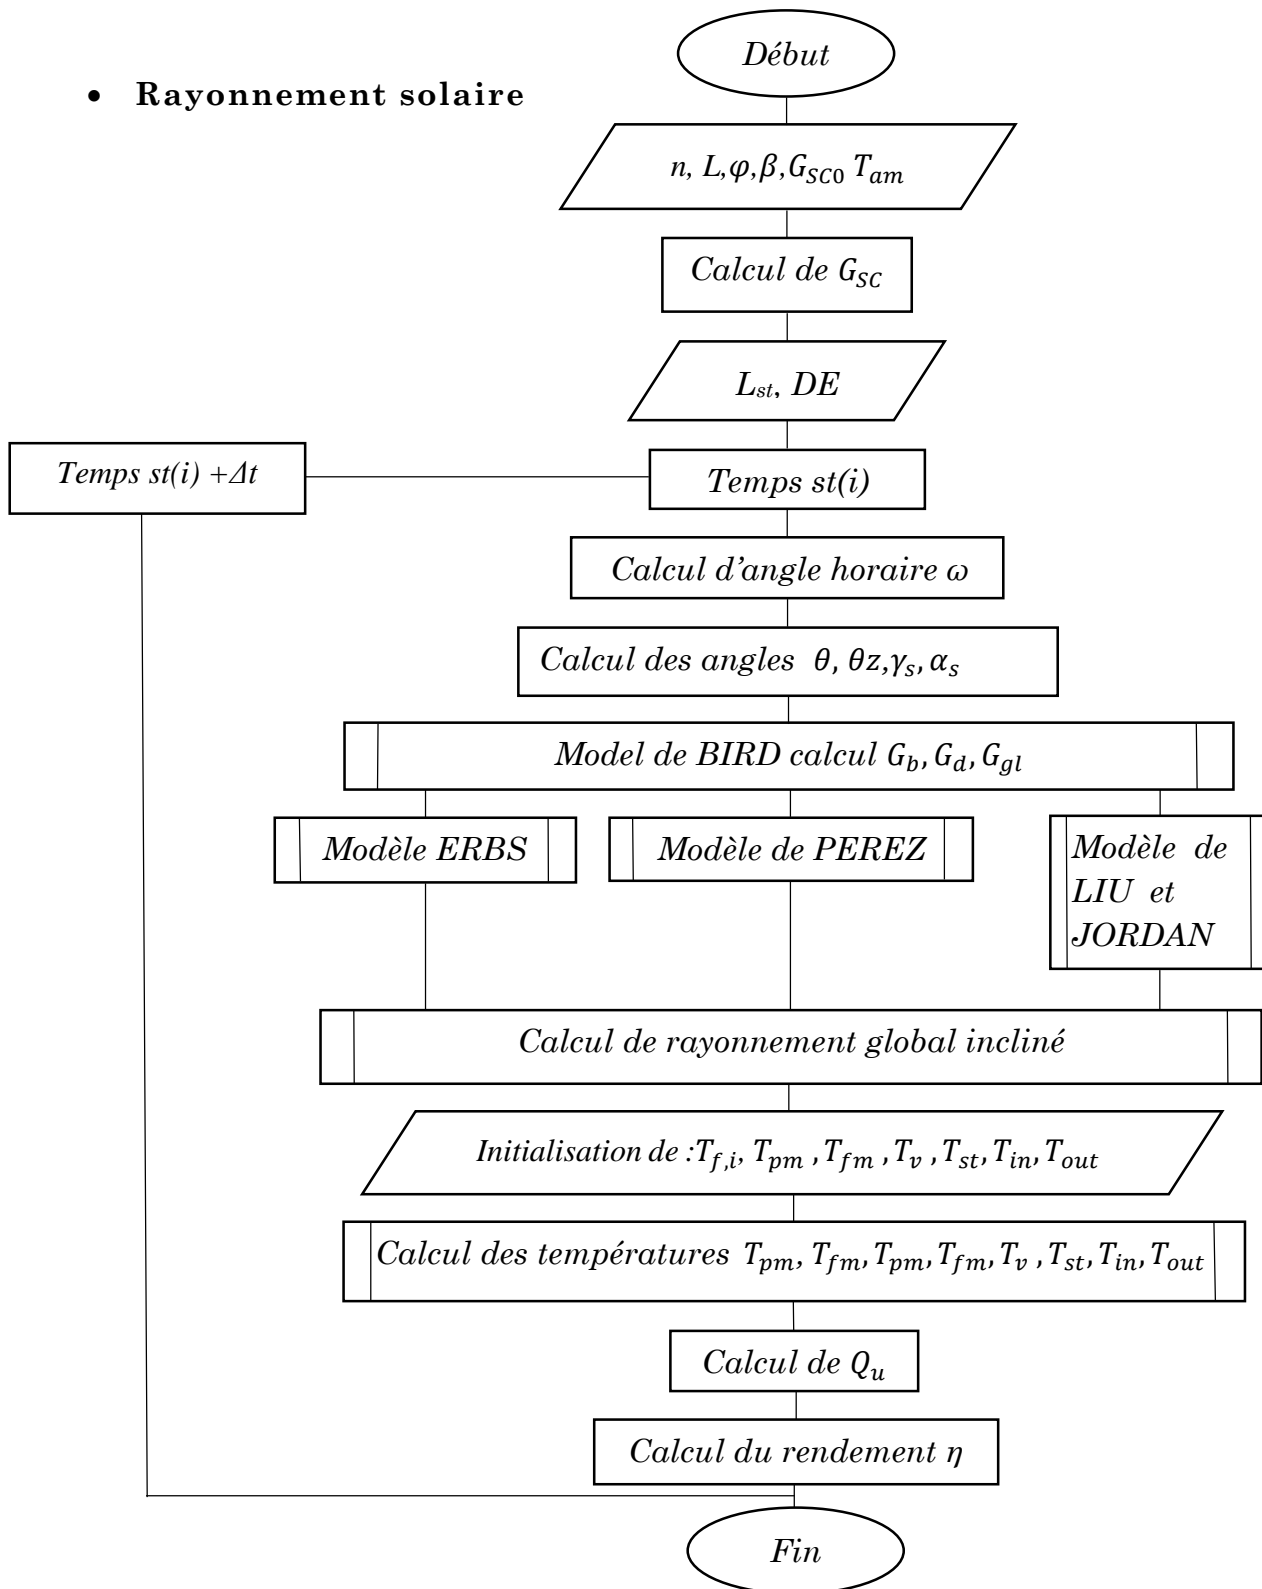 Début
• Rayonnement solaire
n, L,φ,β,G_SC0 T_am
Calcul de G_SC
L_st, DE
Temps st(i) +Δt
Temps st(i)
Calcul d’angle horaire ω
Calcul des angles θ, θz,γ_s, α_s
Model de BIRD calcul G_b, G_d, G_gl
Modèle ERBS
Modèle de PEREZ
Modèle de
LIU et
JORDAN
Calcul de rayonnement global incliné
Initialisation de :T_f,i, T_pm , T_fm , T_v , T_st, T_in, T_out
Calcul des températures T_pm, T_fm, T_pm, T_fm, T_v , T_st, T_in, T_out
Calcul de Q_u
Calcul du rendement η
Fin